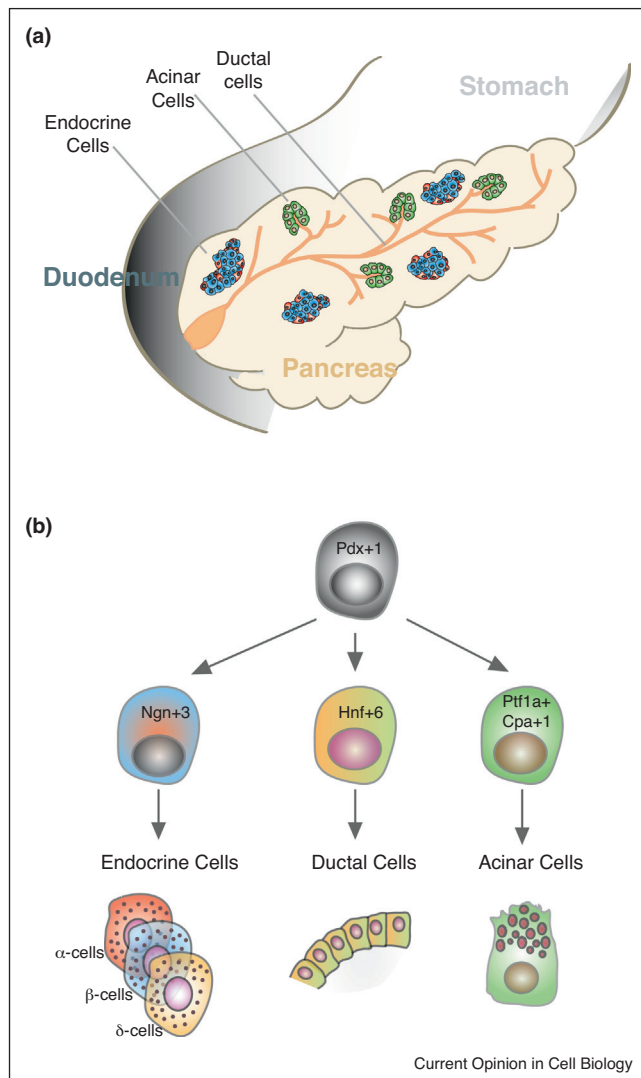 (a)
Ductal
cells
Acinar
Cells
Stomach
Endocrine
Cells
Duodenum
Pancreas
(b)
Pdx+1
Ngn+3
Hnf+6
Ptf1a+
Cpa+1
Endocrine Cells
Ductal Cells
Acinar Cells
α-cells
β-cells
δ-cells
Current Opinion in Cell Biology